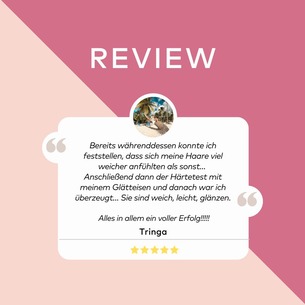 REVIEW
Bereits währenddessen konnte ich
feststellen, dass sich meine Haare viel
weicher anfühlten als sonst...
Anschließend dann der Härtetest mit
meinem Glätteisen und danach war ich
überzeugt... Sie sind weich, leicht, glänzen.
Alles in allem ein voller Erfolg!!!!!
Tringa